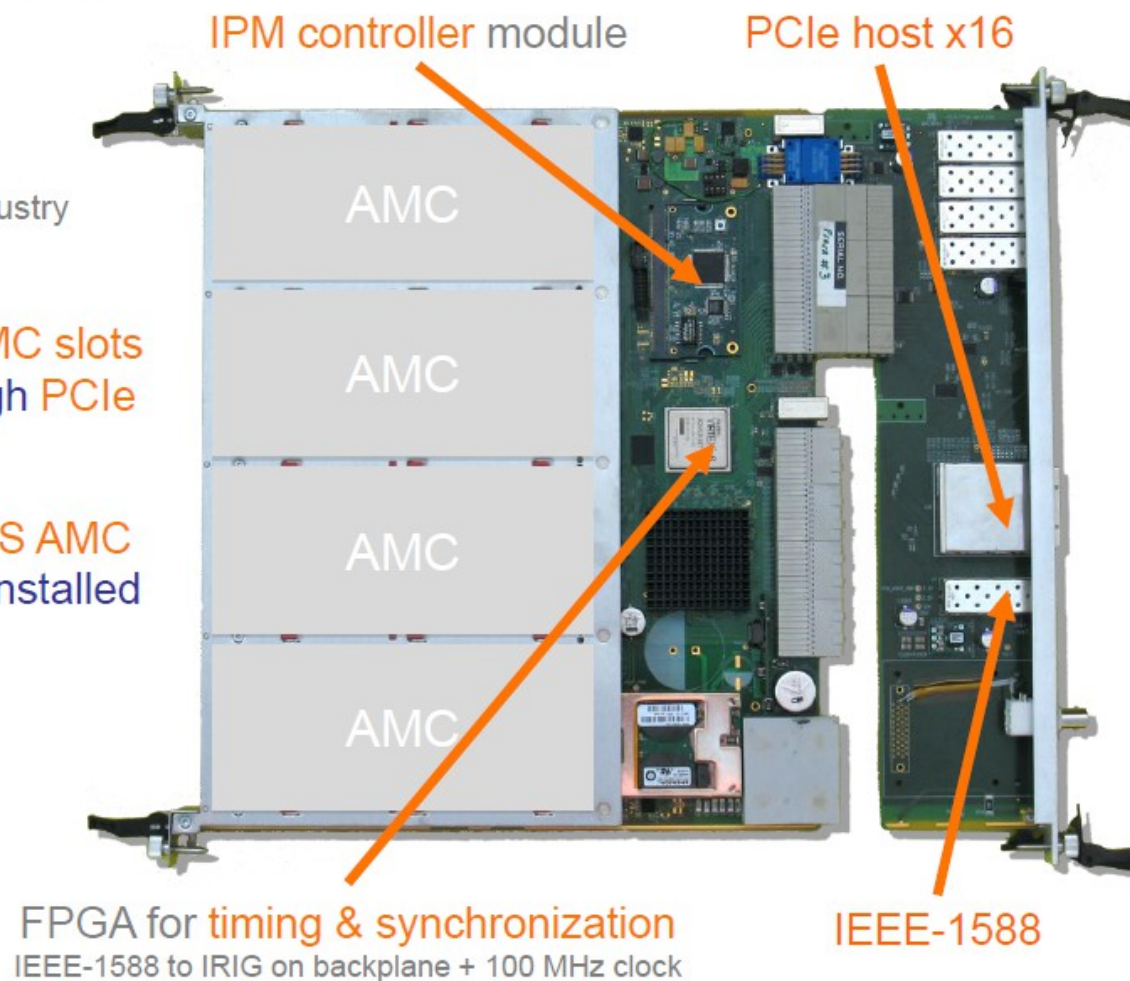 IPM controller module
PCIe host x16
ustry
MC slots
gh PCIe
S AMC
nstalled
AMC
AMC
AMC
AMC
SERIAL NO
VIRTEX
FPGA for timing & synchronization
IEEE-1588 to IRIG on backplane + 100 MHz clock
IEEE-1588